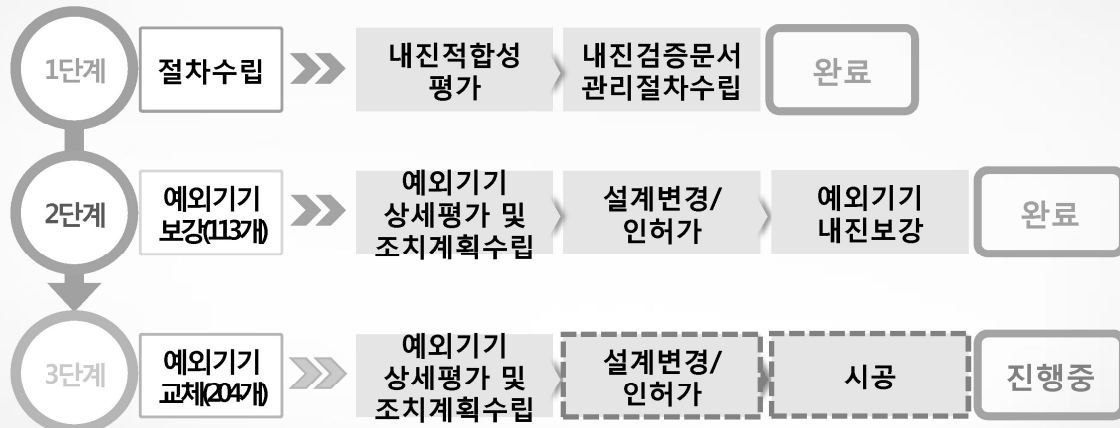 1단계
절차수립
내진적합성
평가
내진검증문서
관리절차수립
완료
2단계
예외기기
보강(113개)
예외기기
상세평가 및
조치계획수립
설계변경/
인허가
예외기기
내진보강
완료
3단계
예외기기
교체(204개)
예외기기
상세평가 및
조치계획수립
설계변경/
인허가
시공
진행중